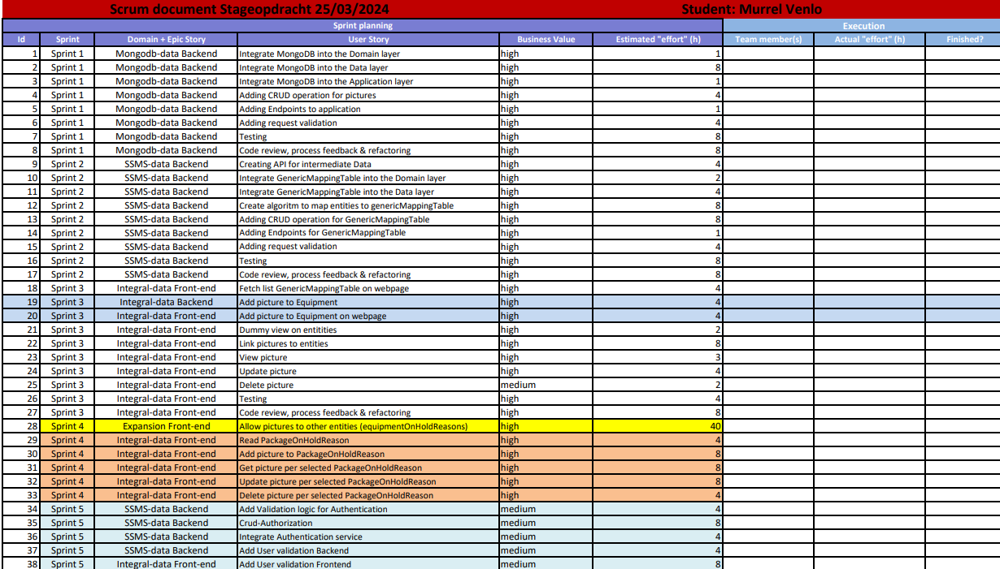 Scrum document Stageopdracht 25/03/2024 Student: Murrel Venlo
Sprint planning Execution
Id Sprint Domain + Epic Story User Story Business Value Estimated "effort" (h) Team member(s) Actual "effort" (h) Finished?
1 Sprint 1 Mongodb-data Backend Integrate MongoDB into the Domain layer high 1
2 Sprint 1 Mongodb-data Backend Integrate MongoDB into the Data layer high 8
3 Sprint 1 Mongodb-data Backend Integrate MongoDB into the Application layer high 1
4 Sprint 1 Mongodb-data Backend Adding CRUD operation for pictures high 4
5 Sprint 1 Mongodb-data Backend Adding Endpoints to application high 1
6 Sprint 1 Mongodb-data Backend Adding request validation high 4
7 Sprint 1 Mongodb-data Backend Testing high 8
8 Sprint 1 Mongodb-data Backend Code review, process feedback & refactoring high 8
9 Sprint 2 SSMS-data Backend Creating API for intermediate Data high 4
10 Sprint 2 SSMS-data Backend Integrate GenericMappingTable into the Domain layer high 2
11 Sprint 2 SSMS-data Backend Integrate GenericMappingTable into the Data layer high 4
12 Sprint 2 SSMS-data Backend Create algoritm to map entities to genericMappingTable high 8
13 Sprint 2 SSMS-data Backend Adding CRUD operation for GenericMappingTable high 8
14 Sprint 2 SSMS-data Backend Adding Endpoints for GenericMappingTable high 1
15 Sprint 2 SSMS-data Backend Adding request validation high 4
16 Sprint 2 SSMS-data Backend Testing high 8
17 Sprint 2 SSMS-data Backend Code review, process feedback & refactoring high 8
18 Sprint 3 Integral-data Front-end Fetch list GenericMappingTable on webpage high 4
19 Sprint 3 Integral-data Backend Add picture to Equipment high 4
20 Sprint 3 Integral-data Front-end Add picture to Equipment on webpage high 4
21 Sprint 3 Integral-data Front-end Dummy view on entitities high 2
22 Sprint 3 Integral-data Front-end Link pictures to entities high 8
23 Sprint 3 Integral-data Front-end View picture high 3
24 Sprint 3 Integral-data Front-end Update picture high 4
25 Sprint 3 Integral-data Front-end Delete picture medium 2
26 Sprint 3 Integral-data Front-end Testing high 4
27 Sprint 3 Integral-data Front-end Code review, process feedback & refactoring high 8
28 Sprint 4 Expansion Front-end Allow pictures to other entities (equipmentOnHoldReasons) high 40
29 Sprint 4 Integral-data Front-end Read PackageOnHoldReason high 4
30 Sprint 4 Integral-data Front-end Add picture to PackageOnHoldReason high 8
31 Sprint 4 Integral-data Front-end Get picture per selected PackageOnHoldReason high 8
32 Sprint 4 Integral-data Front-end Update picture per selected PackageOnHoldReason high 8
33 Sprint 4 Integral-data Front-end Delete picture per selected PackageOnHoldReason high 4
34 Sprint 5 SSMS-data Backend Add Validation logic for Authentication medium 4
35 Sprint 5 SSMS-data Backend Crud-Authorization medium 8
36 Sprint 5 SSMS-data Backend Integrate Authentication service medium 4
37 Sprint 5 SSMS-data Backend Add User validation Backend medium 4
38 Sprint 5 Integral-data Front-end Add User validation Frontend medium 8